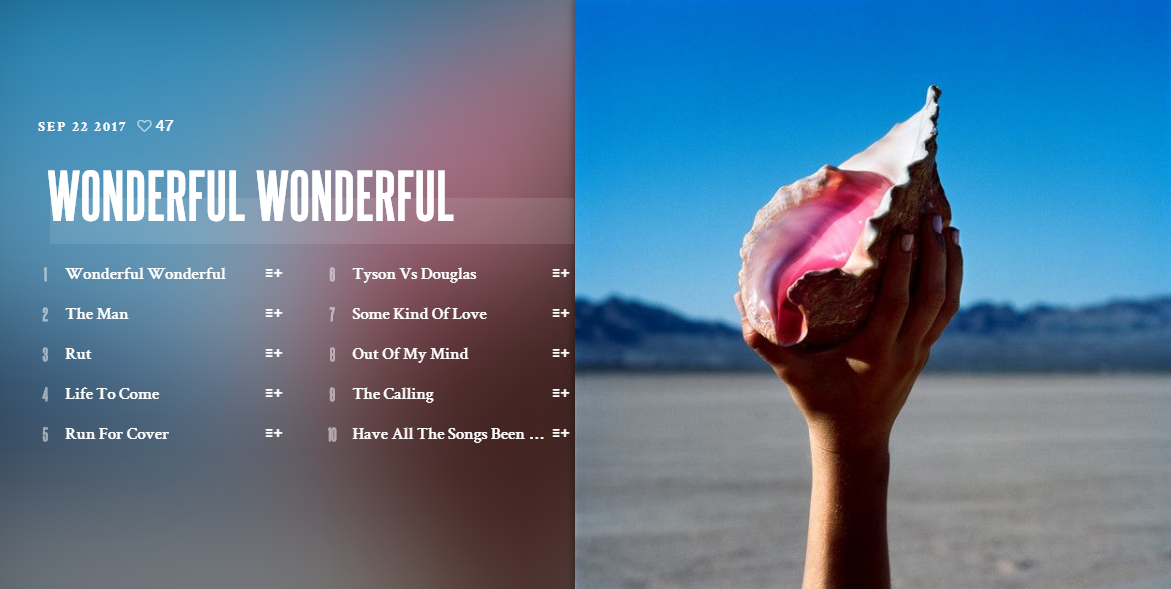 SEP 22 2017 47
WONDERFUL WONDERFUL
1 Wonderful Wonderful
2 The Man
3 Rut
4 Life To Come
5 Run For Cover
6 Tyson Vs Douglas
7 Some Kind Of Love
8 Out Of My Mind
9 The Calling
10 Have All The Songs Been ...